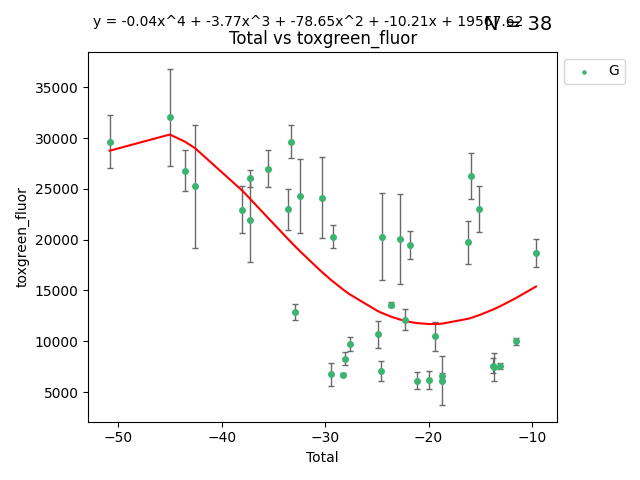 y = -0.04x^4 + -3.77x^3 + -78.65x^2 + -10.21x + 
N = 38
Total vs toxgreen_fluor
G
35000
30000
25000
20000
15000
10000
5000
toxgreen_fluor
−50
−40
−30
−20
−10
Total